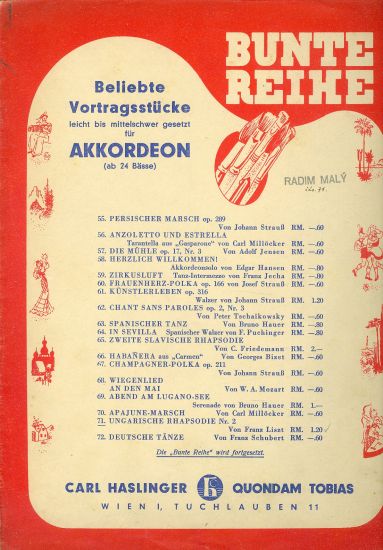 BUNTE
REIHE
Beliebte
Vortragsstücke
leicht bis mittelschwer gesetzt
für
AKKORDEON
(ab 24 Bässe)
RADIM MALÝ
55. PERSISCHER MARSCH op. 289
Von Johann Strauß RM. —.60
56. ANZOLETTO UND ESTRELLA
Tarantella aus „Gasparone" von Carl Millöcker RM. —.60
57. DIE MÜHLE op. 17, Nr. 3 Von Adolf Jensen RM. —.60
58. HERZLICH WILLKOMMEN!
Akkordeonsolo von Edgar Hansen RM. —.80
59. ZIRKUSLUFT Tanz-Intermezzo von Franz Jecha RM. —.80
60. FRAUENHERZ-POLKA op. 166 von Josef Strauß RM. —.60
61. KÜNSTLERLEBEN op. 316
Walzer von Johann Strauß RM. 1.20
62. CHANT SANS PAROLES op. 2, Nr. 3
Von Peter Tschaikowsky RM. —.60
63. SPANISCHER TANZ Von Bruno Hauer RM. —.80
64. IN SEVILLA Spanischer Walzer von F. Puchinger RM. —.80
65. ZWEITE SLAVISCHE RHAPSODIE
Von C. Friedemann RM. 2.—
66. HABAÑERA aus „Carmen" Von Georges Bizet RM. —.60
67. CHAMPAGNER-POLKA op. 211
Von Johann Strauß RM. —.60
68. WIEGENLIED
AN DEN MAI Von W. A. Mozart RM. —.60
69. ABEND AM LUGANO-SEE
Serenade von Bruno Hauer RM. 1.—
70. APAJUNE-MARSCH Von Carl Millöcker RM. —.60
71. UNGARISCHE RHAPSODIE Nr. 2
Von Franz Liszt RM. 1.20
72. DEUTSCHE TÄNZE Von Franz Schubert RM. —.60
Die „Bunte Reihe" wird fortgesetzt.
CARL HASLINGER QUONDAM TOBIAS
WIEN I, TUCHLAUBEN 11